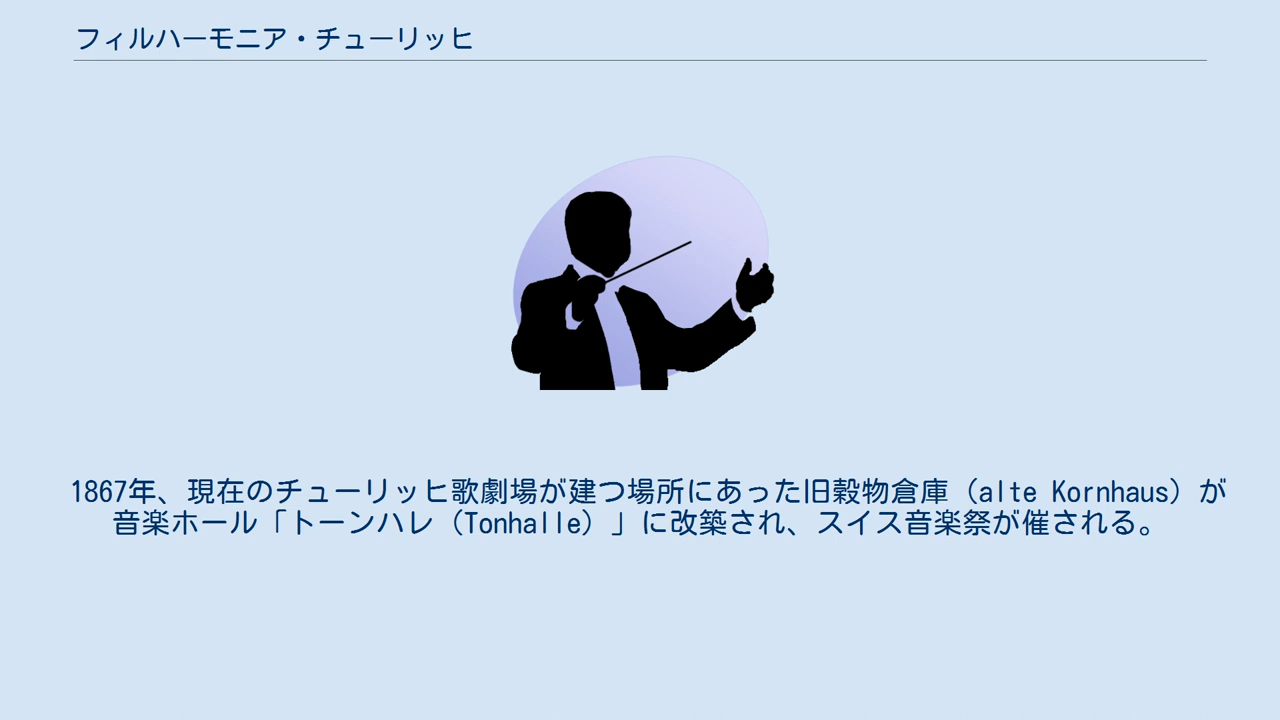 フィルハーモニア・チューリッヒ
1867年、現在のチューリッヒ歌劇場が建つ場所にあった旧穀物倉庫（alte Kornhaus）が
音楽ホール「トーンハレ（Tonhalle）」に改築され、スイス音楽祭が催される。